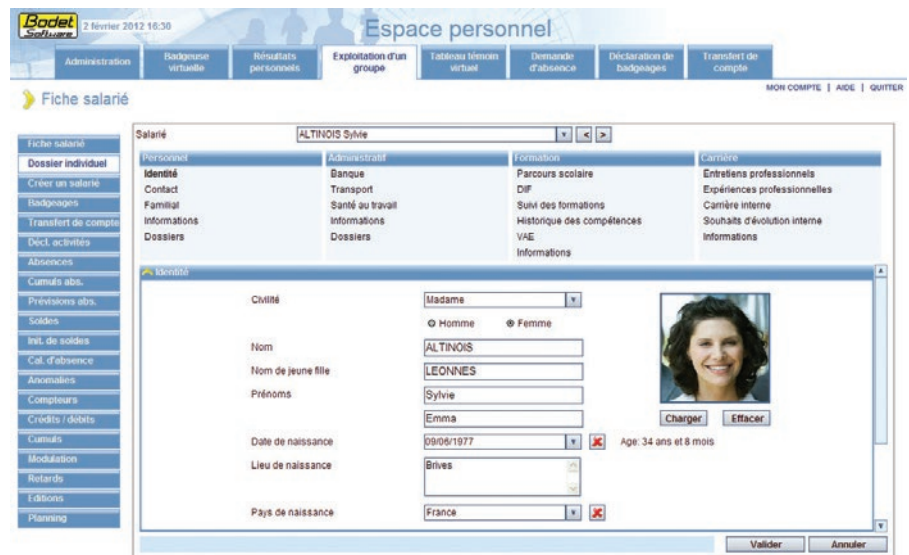 Bodet
Software
2 février 2012 16:30
Espace personnel
Administration
Badgeuse virtuelle
Résultats personnels
Exploitation d'un groupe
Tableau témoin virtuel
Demande d'absence
Déclaration de badgeages
Transfert de compte
MON COMPTE | AIDE | QUITTER
Fiche salarié
Fiche salarié
Dossier individuel
Créer un salarié
Badgeages
Transfert de compte
Décl. activités
Absences
Cumuls abs.
Prévisions abs.
Soldes
Init. de soldes
Cal. d'absence
Anomalies
Compteurs
Crédits / débits
Cumuls
Modulation
Retards
Editions
Planning
Salarié ALTINOIS Sylvie < >
Personnel
Identité
Contact
Familial
Informations
Dossiers
Administratif
Banque
Transport
Santé au travail
Informations
Dossiers
Formation
Parcours scolaire
DIF
Suivi des formations
Historique des compétences
VAE
Informations
Carrière
Entretiens professionnels
Expériences professionnelles
Carrière interne
Souhaits d'évolution interne
Informations
Identité
Civilité Madame
Homme Femme
Nom ALTINOIS
Nom de jeune fille LEONNES
Prénoms Sylvie
Emma
Charger Effacer
Date de naissance 09/06/1977 Age: 34 ans et 8 mois
Lieu de naissance Brives
Pays de naissance France
Valider Annuler